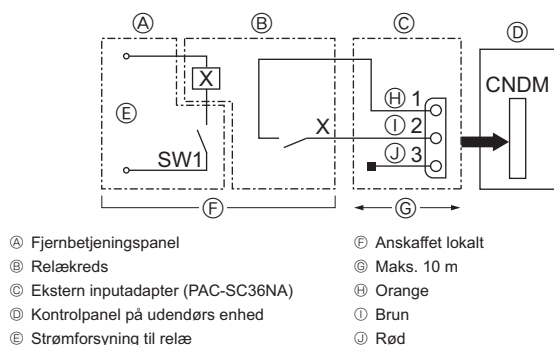 Ⓐ Ⓑ Ⓒ Ⓓ
X CNDM
Ⓗ 1
Ⓔ X Ⓘ 2
SW1 Ⓙ 3
Ⓕ Ⓖ
Ⓐ Fjernbetjeningspanel
Ⓑ Relækreds
Ⓒ Ekstern inputadapter (PAC-SC36NA)
Ⓓ Kontrolpanel på udendørs enhed
Ⓔ Strømforsyning til relæ
Ⓕ Anskaffet lokalt
Ⓖ Maks. 10 m
Ⓗ Orange
Ⓘ Brun
Ⓙ Rød